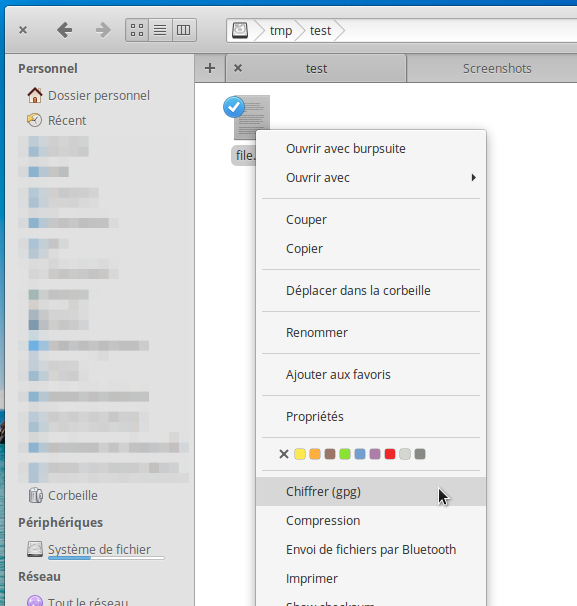 tmp
test
test
Screenshots
Personnel
Dossier personnel
Récent
Corbeille
Périphériques
Système de fichier
Réseau
Tout le réseau
file.
Ouvrir avec burpsuite
Ouvrir avec
Couper
Copier
Déplacer dans la corbeille
Renommer
Ajouter aux favoris
Propriétés
Chiffrer (gpg)
Compression
Envoi de fichiers par Bluetooth
Imprimer
Show checksum